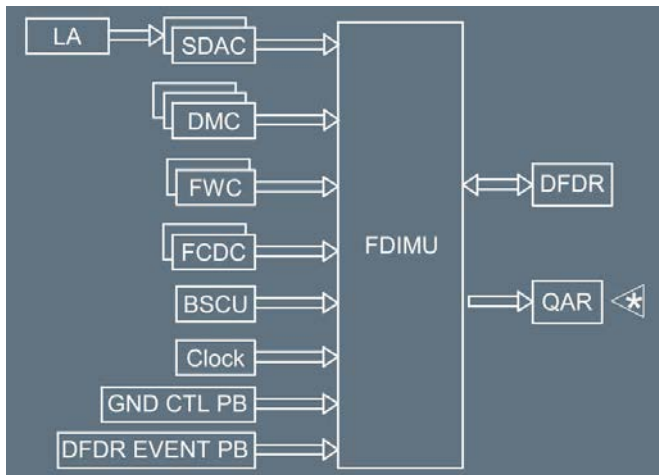 LA
SDAC
DMC
FWC
FCDC
BSCU
Clock
GND CTL PB
DFDR EVENT PB
FDIMU
DFDR
QAR *